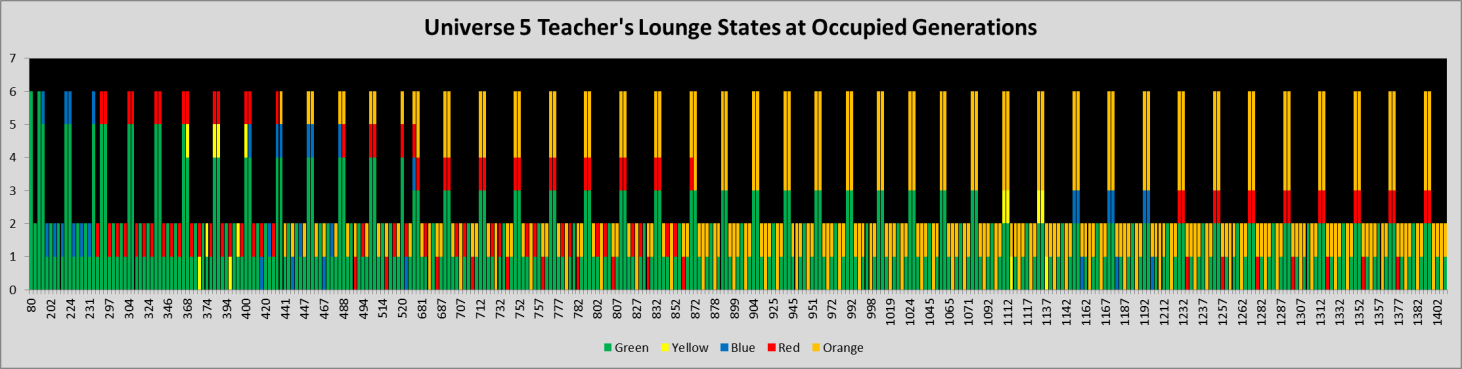 Universe 5 Teacher's Lounge States at Occupied Generations
7
6
5
4
3
2
1
0
80 202 224 231 297 304 324 346 368 374 394 400 420 441 447 467 488 494 514 520 681 687 707 712 752 757 777 782 802 807 832 852 872 878 899 904 925 945 951 971 992 998 1019 1024 1045 1065 1071 1092 1112 1117 1137 1142 1162 1167 1187 1192 1212 1232 1237 1257 1262 1282 1287 1307 1312 1332 1352 1357 1377 1382 1402
Green Yellow Blue Red Orange